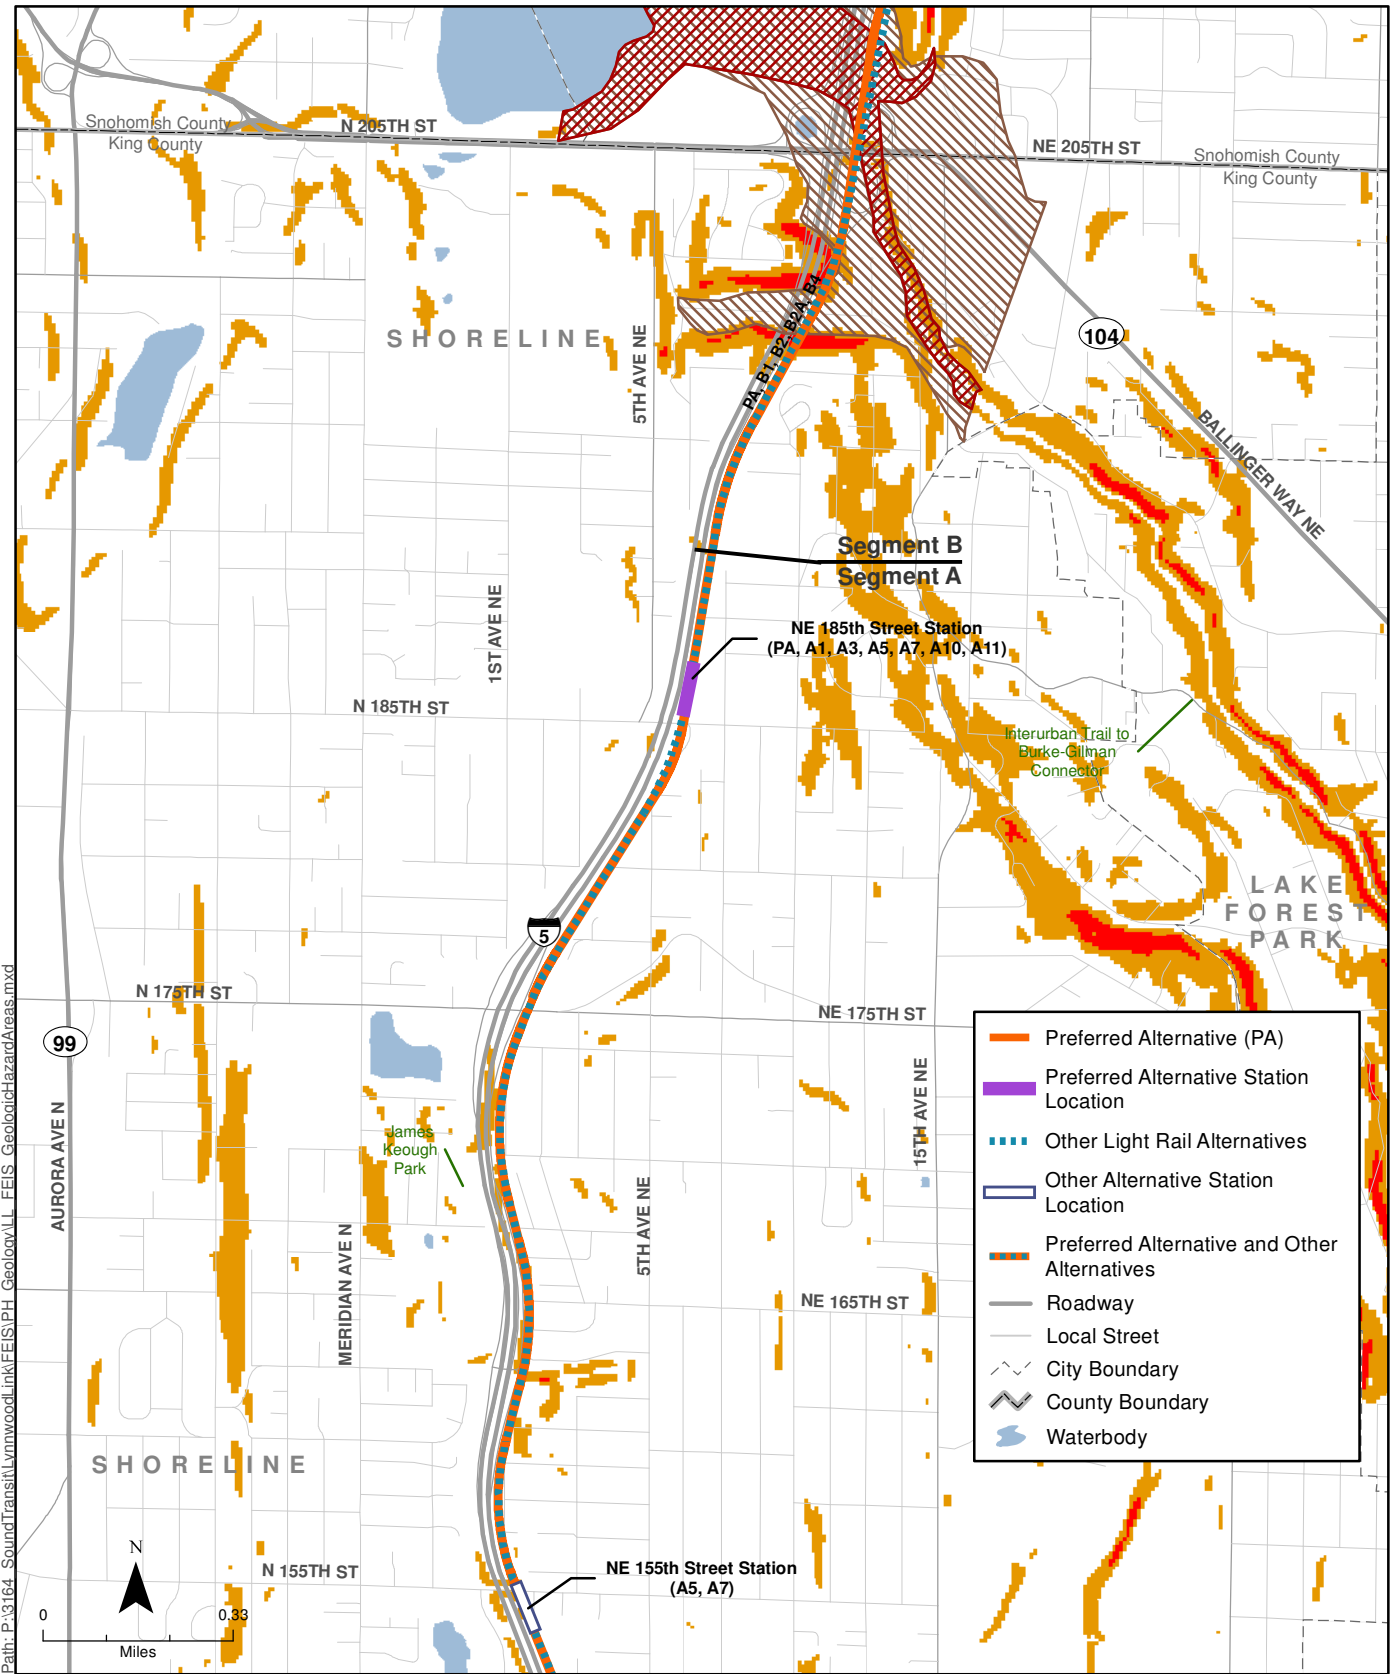 Snohomish County
King County
N 205TH ST
NE 205TH ST
Snohomish County
King County
SHORELINE
5TH AVE NE
PA, B1, B2, B2A, B4
104
BALLINGER WAY NE
Segment B
Segment A
1ST AVE NE
NE 185th Street Station
(PA, A1, A3, A5, A7, A10, A11)
N 185TH ST
Interurban Trail to
Burke-Gilman
Connector
LAKE
FOREST
PARK
5
N 175TH ST
NE 175TH ST
99
AURORA AVE N
James
Keough
Park
MERIDIAN AVE N
5TH AVE NE
15TH AVE NE
NE 165TH ST
SHORELINE
N 155TH ST
NE 155th Street Station
(A5, A7)
N
0
0.33
Miles
Preferred Alternative (PA)
Preferred Alternative Station
Location
Other Light Rail Alternatives
Other Alternative Station
Location
Preferred Alternative and Other
Alternatives
Roadway
Local Street
City Boundary
County Boundary
Waterbody
Path: P:\3164_SoundTransit\LynnwoodLink\FEIS\PH_Geology\LL_FEIS_GeologicHazardAreas.mxd